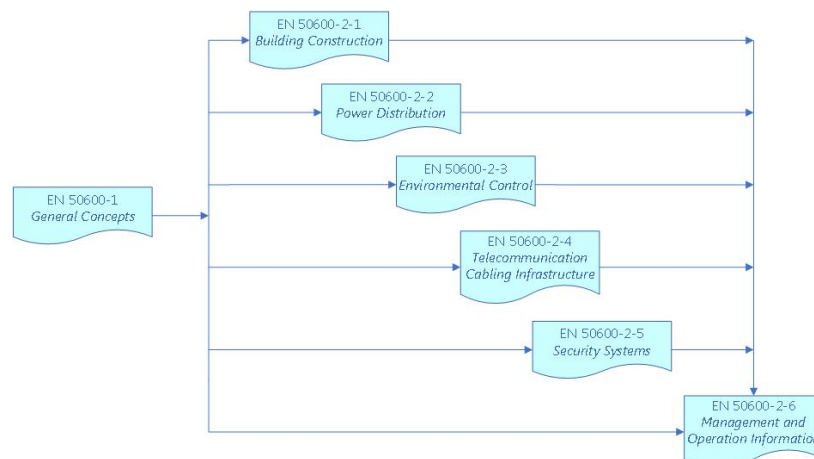 EN 50600-2-1
Building Construction
EN 50600-2-2
Power Distribution
EN 50600-2-3
Environmental Control
EN 50600-1
General Concepts
EN 50600-2-4
Telecommunication
Cabling Infrastructure
EN 50600-2-5
Security Systems
EN 50600-2-6
Management and
Operation Information